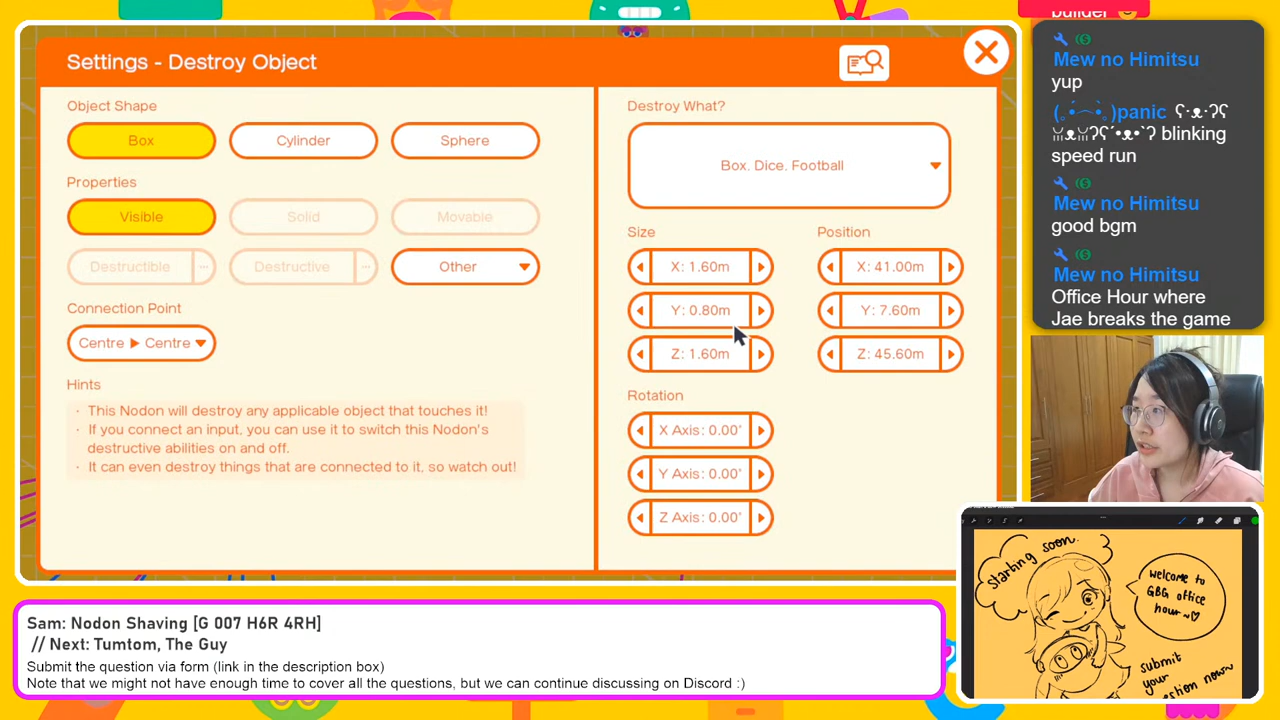 Settings - Destroy Object
Object Shape
Box
Cylinder
Sphere
Properties
Visible
Solid
Movable
Destructible ...
Destructive ...
Other
Connection Point
Centre ▶ Centre
Hints
· This Nodon will destroy any applicable object that touches it!
· If you connect an input, you can use it to switch this Nodon's
destructive abilities on and off.
· It can even destroy things that are connected to it, so watch out!
Destroy What?
Box. Dice. Football
Size
X: 1.60m
Y: 0.80m
Z: 1.60m
Position
X: 41.00m
Y: 7.60m
Z: 45.60m
Rotation
X Axis: 0.00°
Y Axis: 0.00°
Z Axis: 0.00°
builder
Mew no Himitsu
yup
panic
blinking
speed run
Mew no Himitsu
good bgm
Mew no Himitsu
Office Hour where
Jae breaks the game
starting soon.
welcome to
GBG office
hour~♡
submit
your
question now~
Sam: Nodon Shaving [G 007 H6R 4RH]
// Next: Tumtom, The Guy
Submit the question via form (link in the description box)
Note that we might not have enough time to cover all the questions, but we can continue discussing on Discord :)